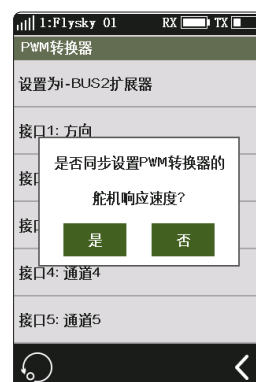 1:Flysky 01 RX TX
PWM转换器
设置为i-BUS2扩展器
接口1: 方向
接
是否同步设置PWM转换器的
舵机响应速度?
接
是 否
接口4: 通道4
接口5: 通道5